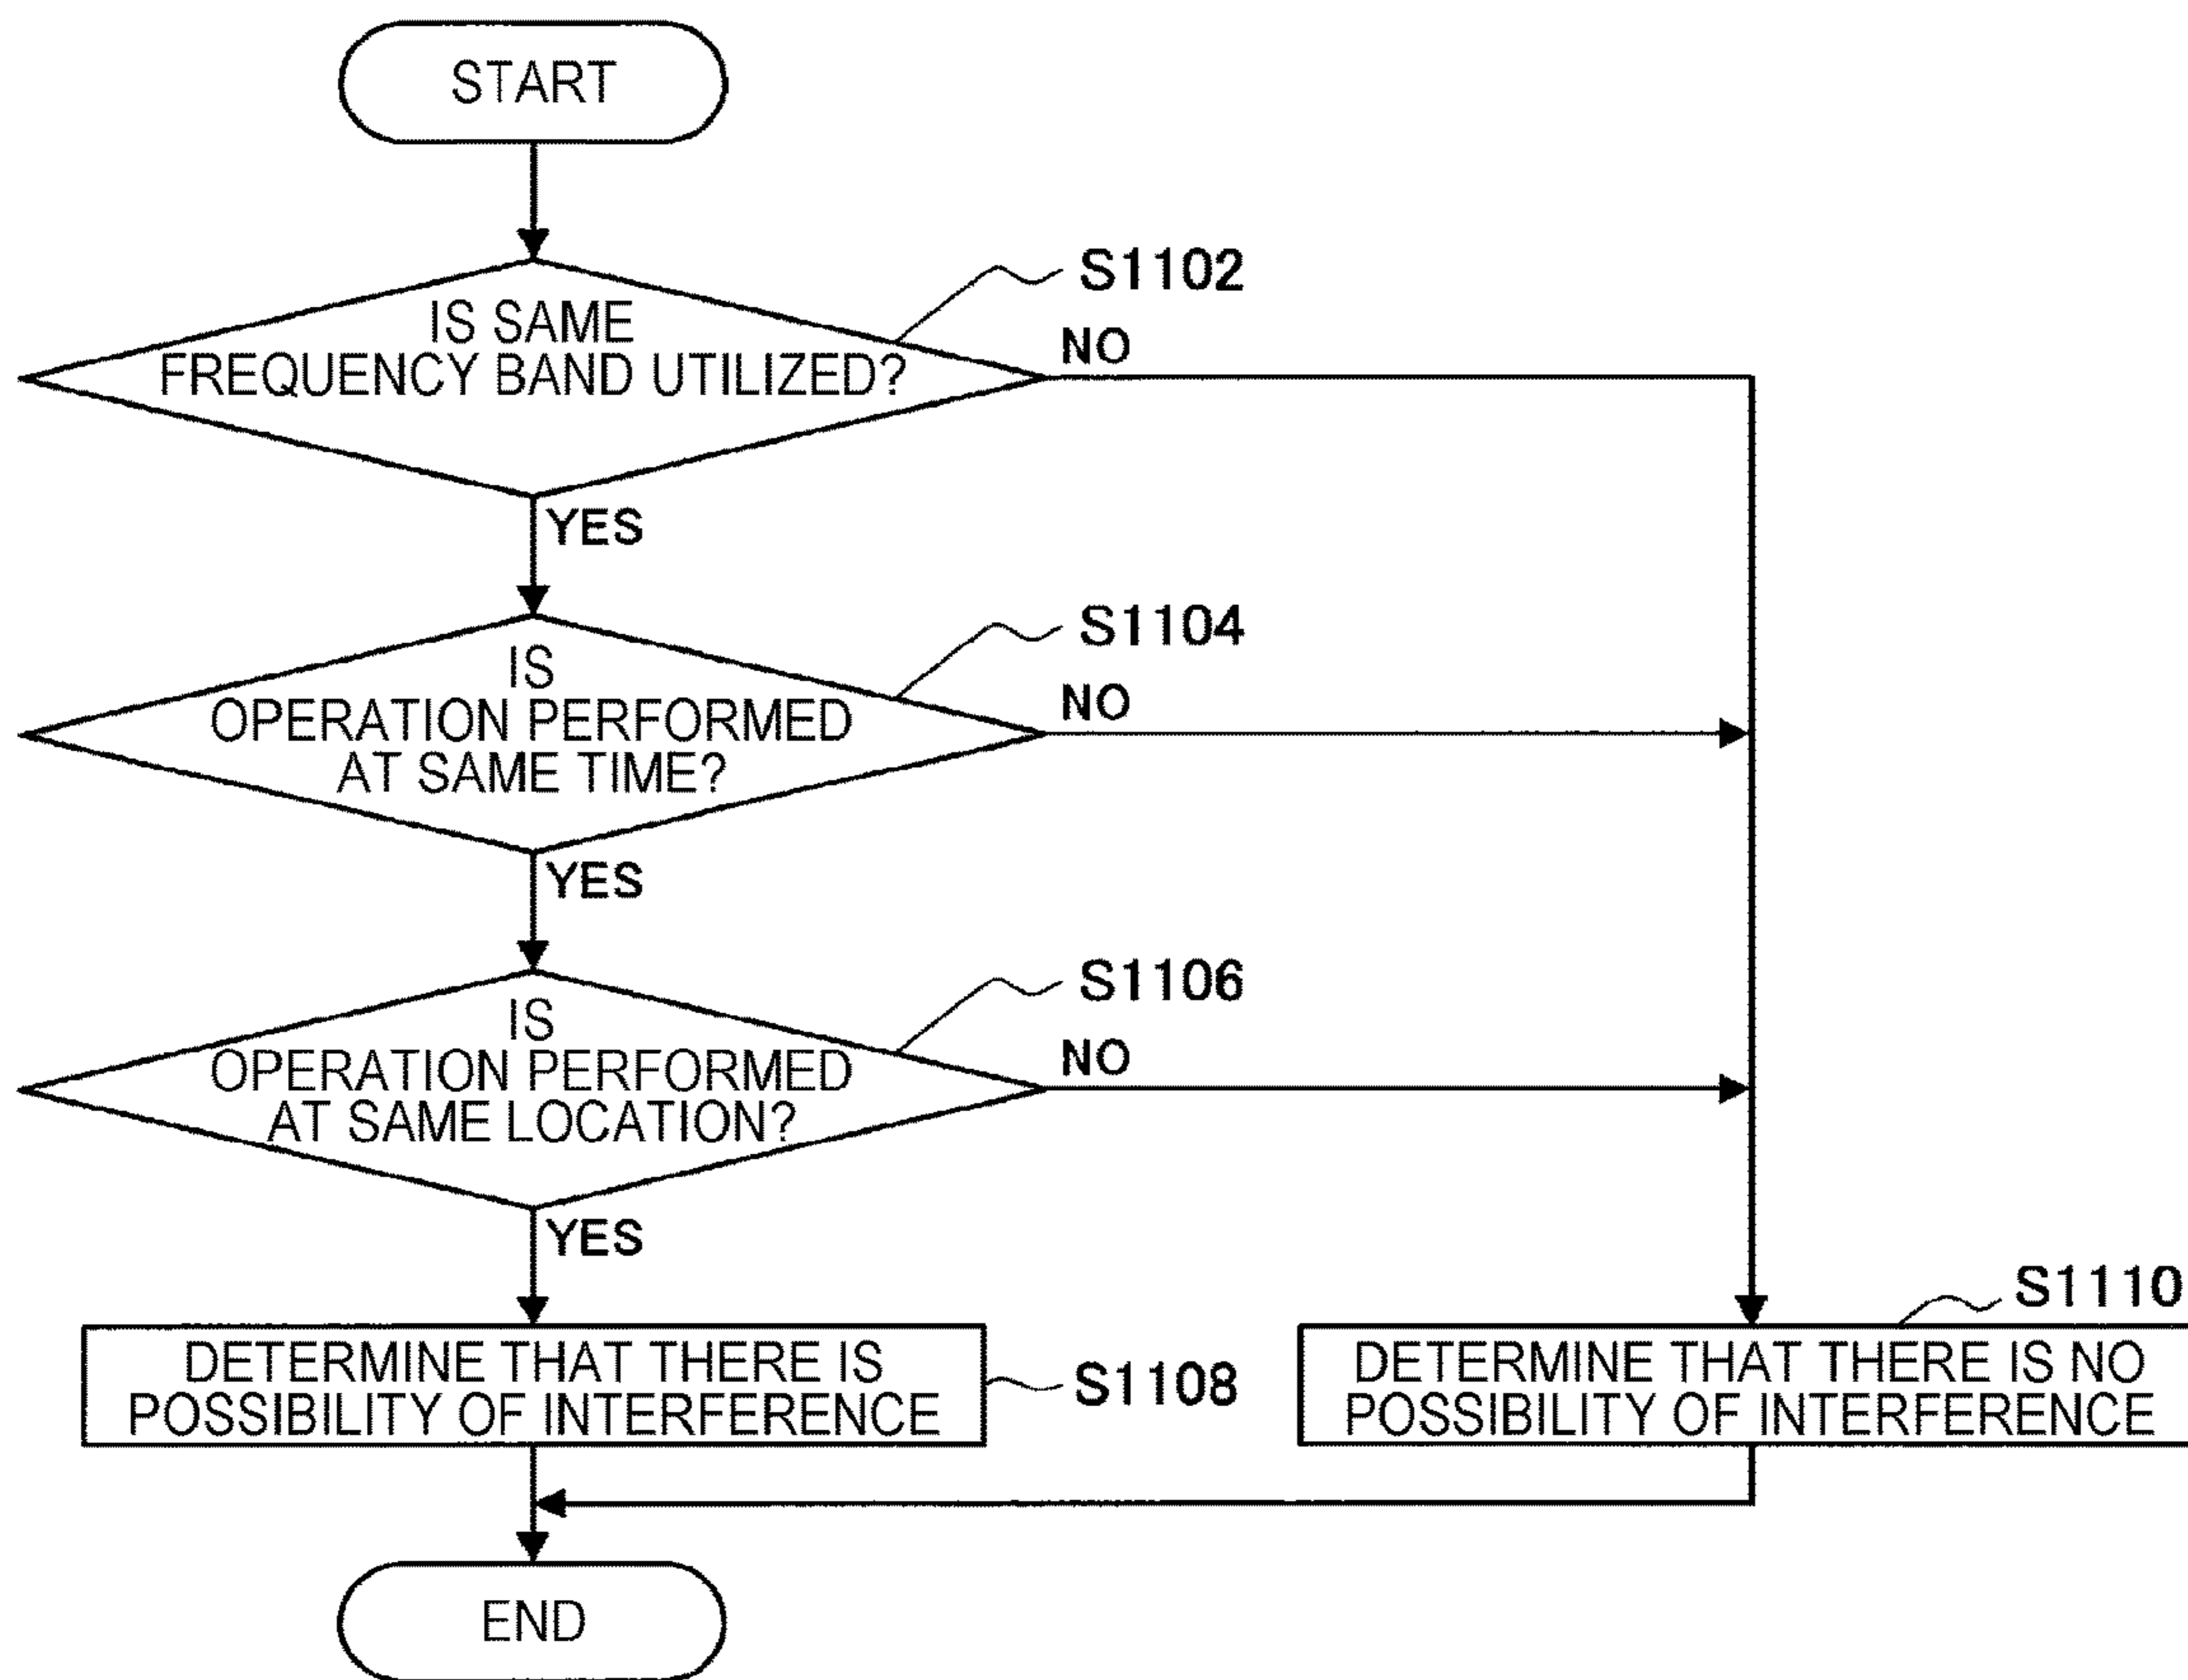 START
S1102
IS SAME
FREQUENCY BAND UTILIZED?
NO
YES
S1104
IS
OPERATION PERFORMED
AT SAME TIME?
NO
YES
S1106
IS
OPERATION PERFORMED
AT SAME LOCATION?
NO
YES
DETERMINE THAT THERE IS
POSSIBILITY OF INTERFERENCE
S1108
S1110
DETERMINE THAT THERE IS NO
POSSIBILITY OF INTERFERENCE
END